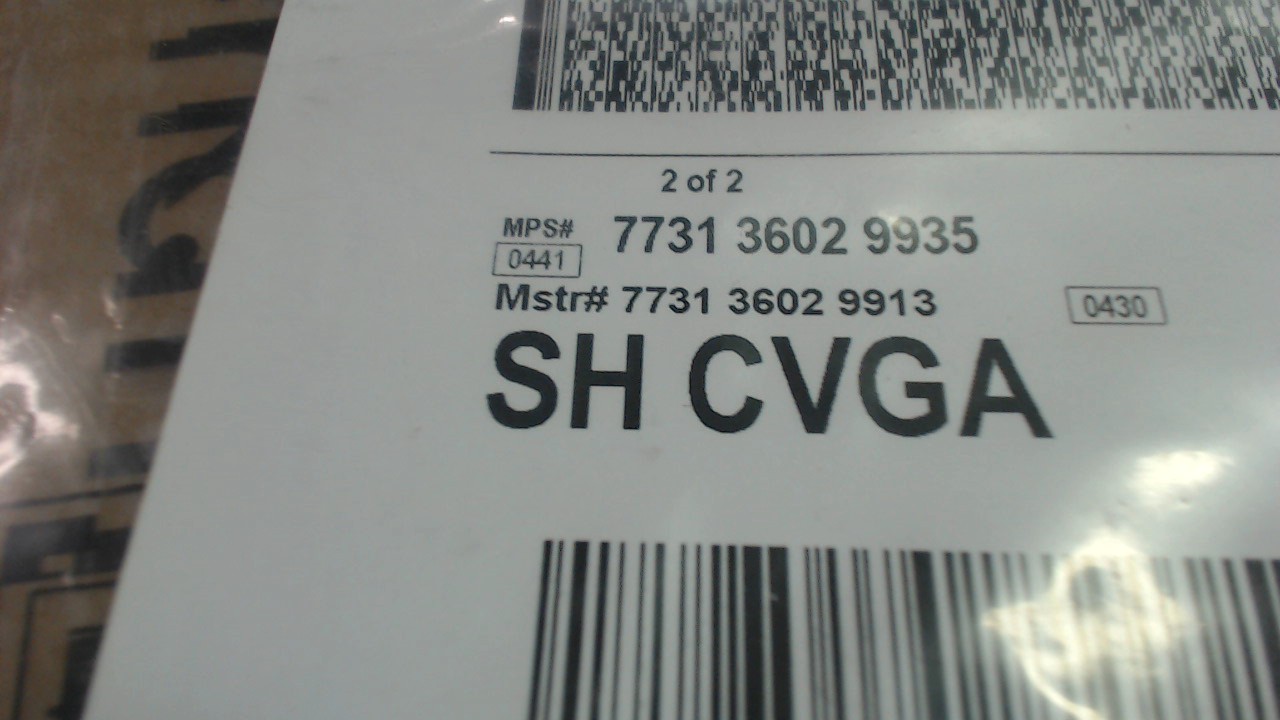 2 of 2
MPS# 7731 3602 9935
0441
Mstr# 7731 3602 9913 0430
SH CVGA